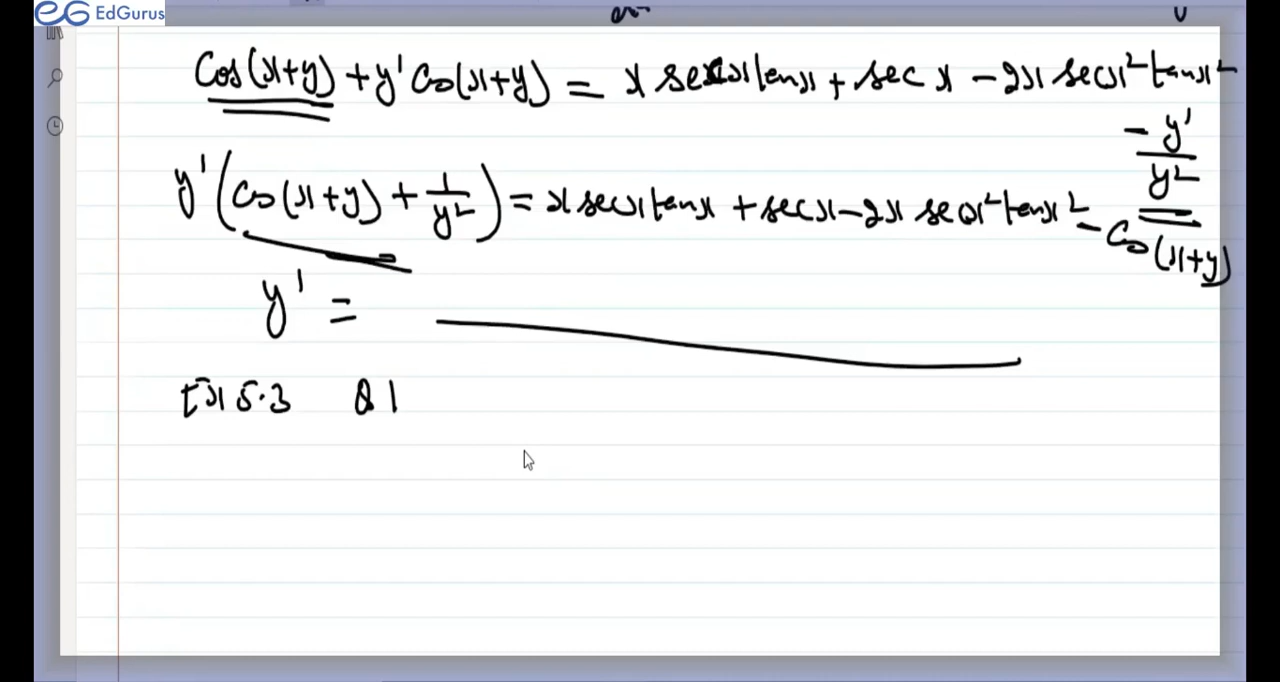 EdGurus
Cos(x+y) + y' Cos(x+y) = x secx tanx + sec x - 2x secx² tanx² - y'/y²
y' (Cos(x+y) + 1/y²) = x secx tanx + secx - 2x secx² tanx² - Cos(x+y)
y' =
Ex 5.3 Q1